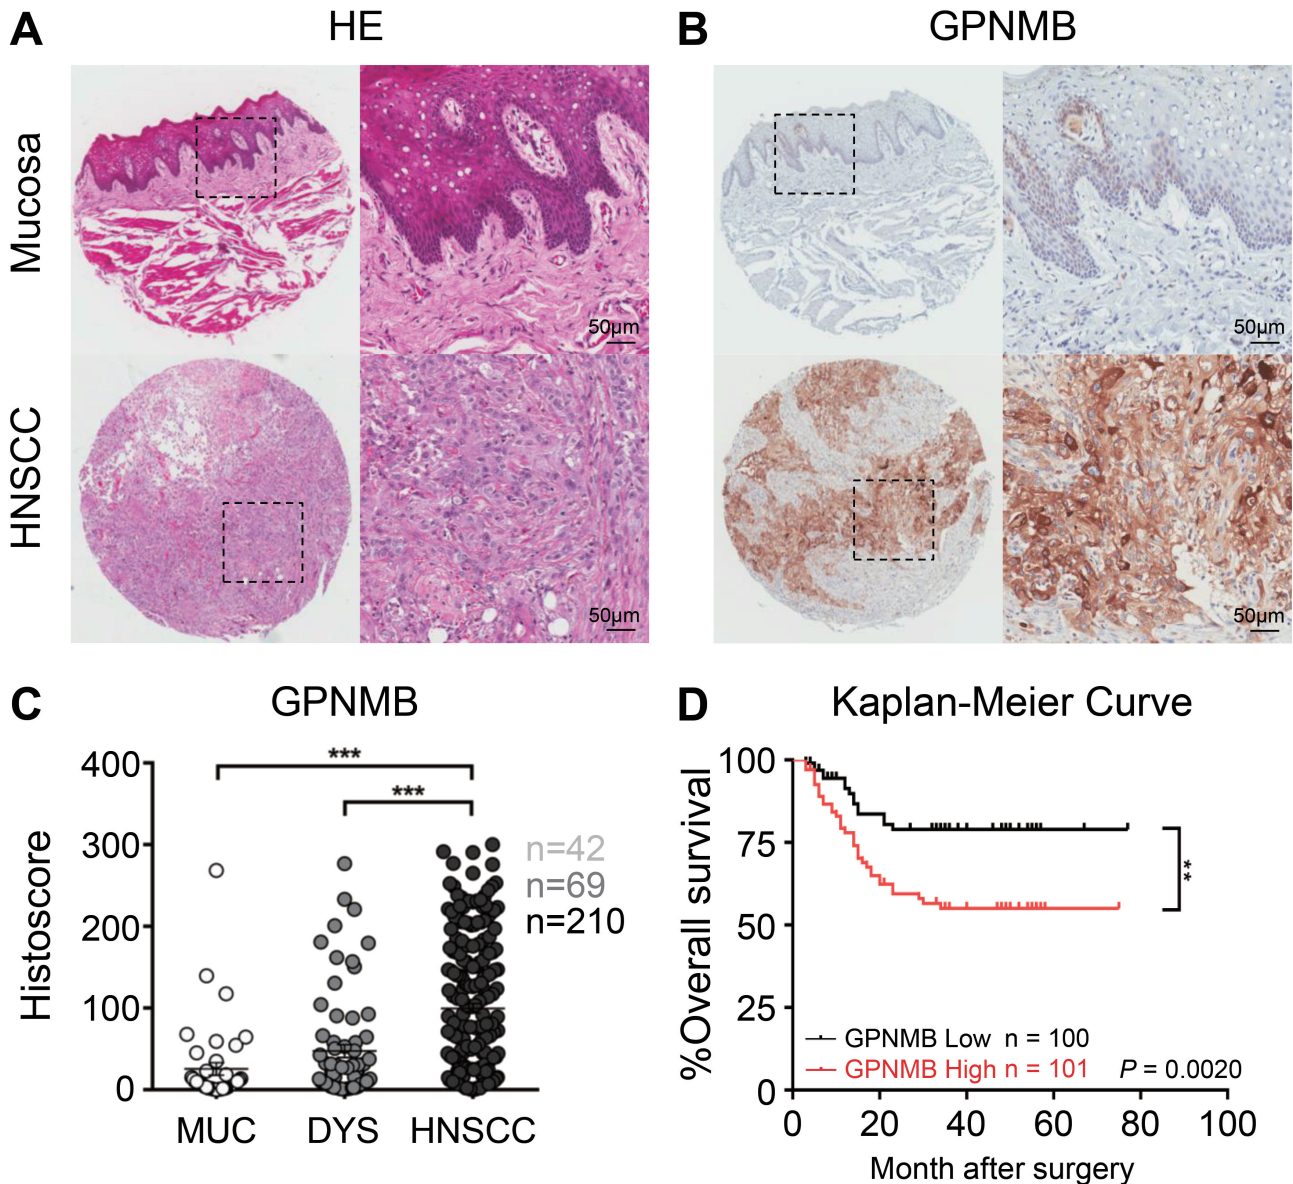 A
HE
B
GPNMB
Mucosa
HNSCC
50µm
50µm
50µm
50µm
C
GPNMB
Histoscore
400
300
200
100
0
***
***
n=42
n=69
n=210
MUC
DYS
HNSCC
D
Kaplan-Meier Curve
%Overall survival
100
75
50
25
0
**
GPNMB Low n = 100
GPNMB High n = 101
P = 0.0020
0
20
40
60
80
100
Month after surgery